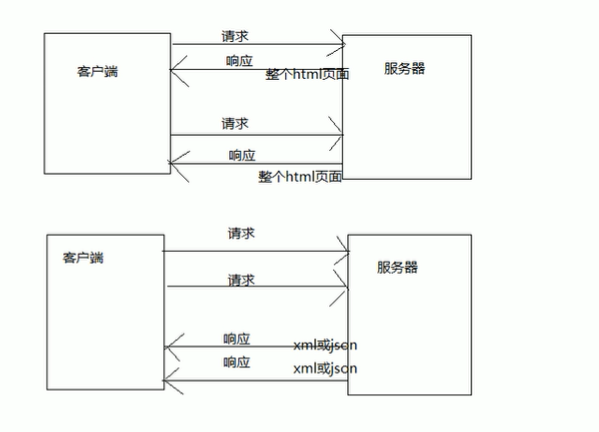 请求
响应
客户端
服务器
整个html页面
请求
响应
整个html页面
请求
客户端
服务器
请求
响应
xml或json
响应
xml或json